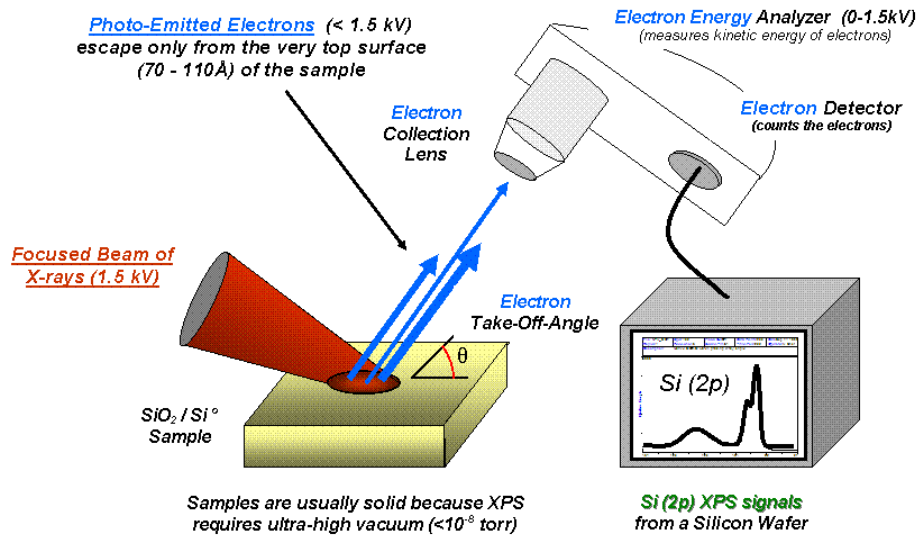 Photo-Emitted Electrons (< 1.5 kV)
escape only from the very top surface
(70 - 110Å) of the sample
Electron Energy Analyzer (0-1.5kV)
(measures kinetic energy of electrons)
Electron
Collection
Lens
Electron Detector
(counts the electrons)
Focused Beam of
X-rays (1.5 kV)
Electron
Take-Off-Angle
θ
Si (2p)
SiO₂ / Si°
Sample
Samples are usually solid because XPS
requires ultra-high vacuum (<10⁻⁸ torr)
Si (2p) XPS signals
from a Silicon Wafer